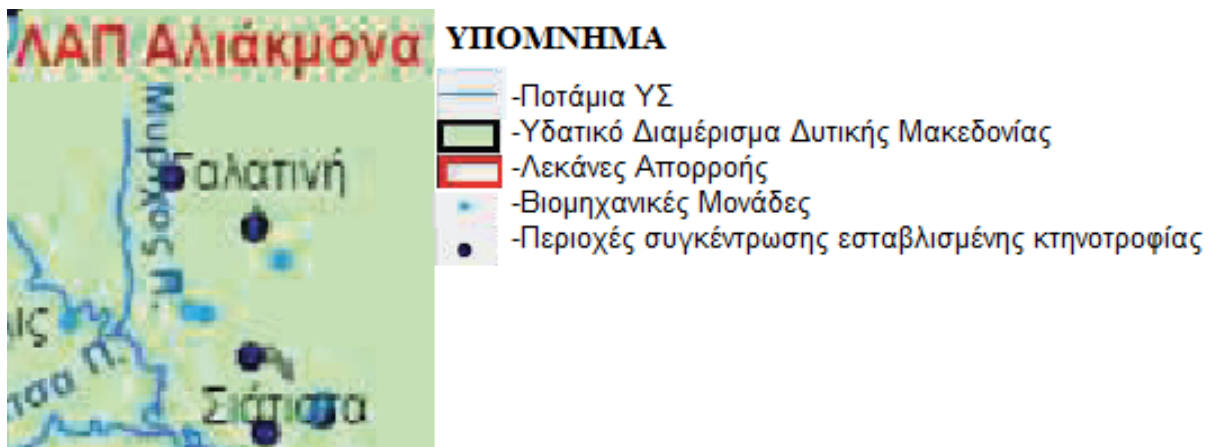 ΛΑΠ Αλιάκμονα
Μυρίχος Π.
Γαλατινή
Σιάτιστα
Π.
ΥΠΟΜΝΗΜΑ
-Ποτάμια ΥΣ
-Υδατικό Διαμέρισμα Δυτικής Μακεδονίας
-Λεκάνες Απορροής
-Βιομηχανικές Μονάδες
-Περιοχές συγκέντρωσης εσταβλισμένης κτηνοτροφίας